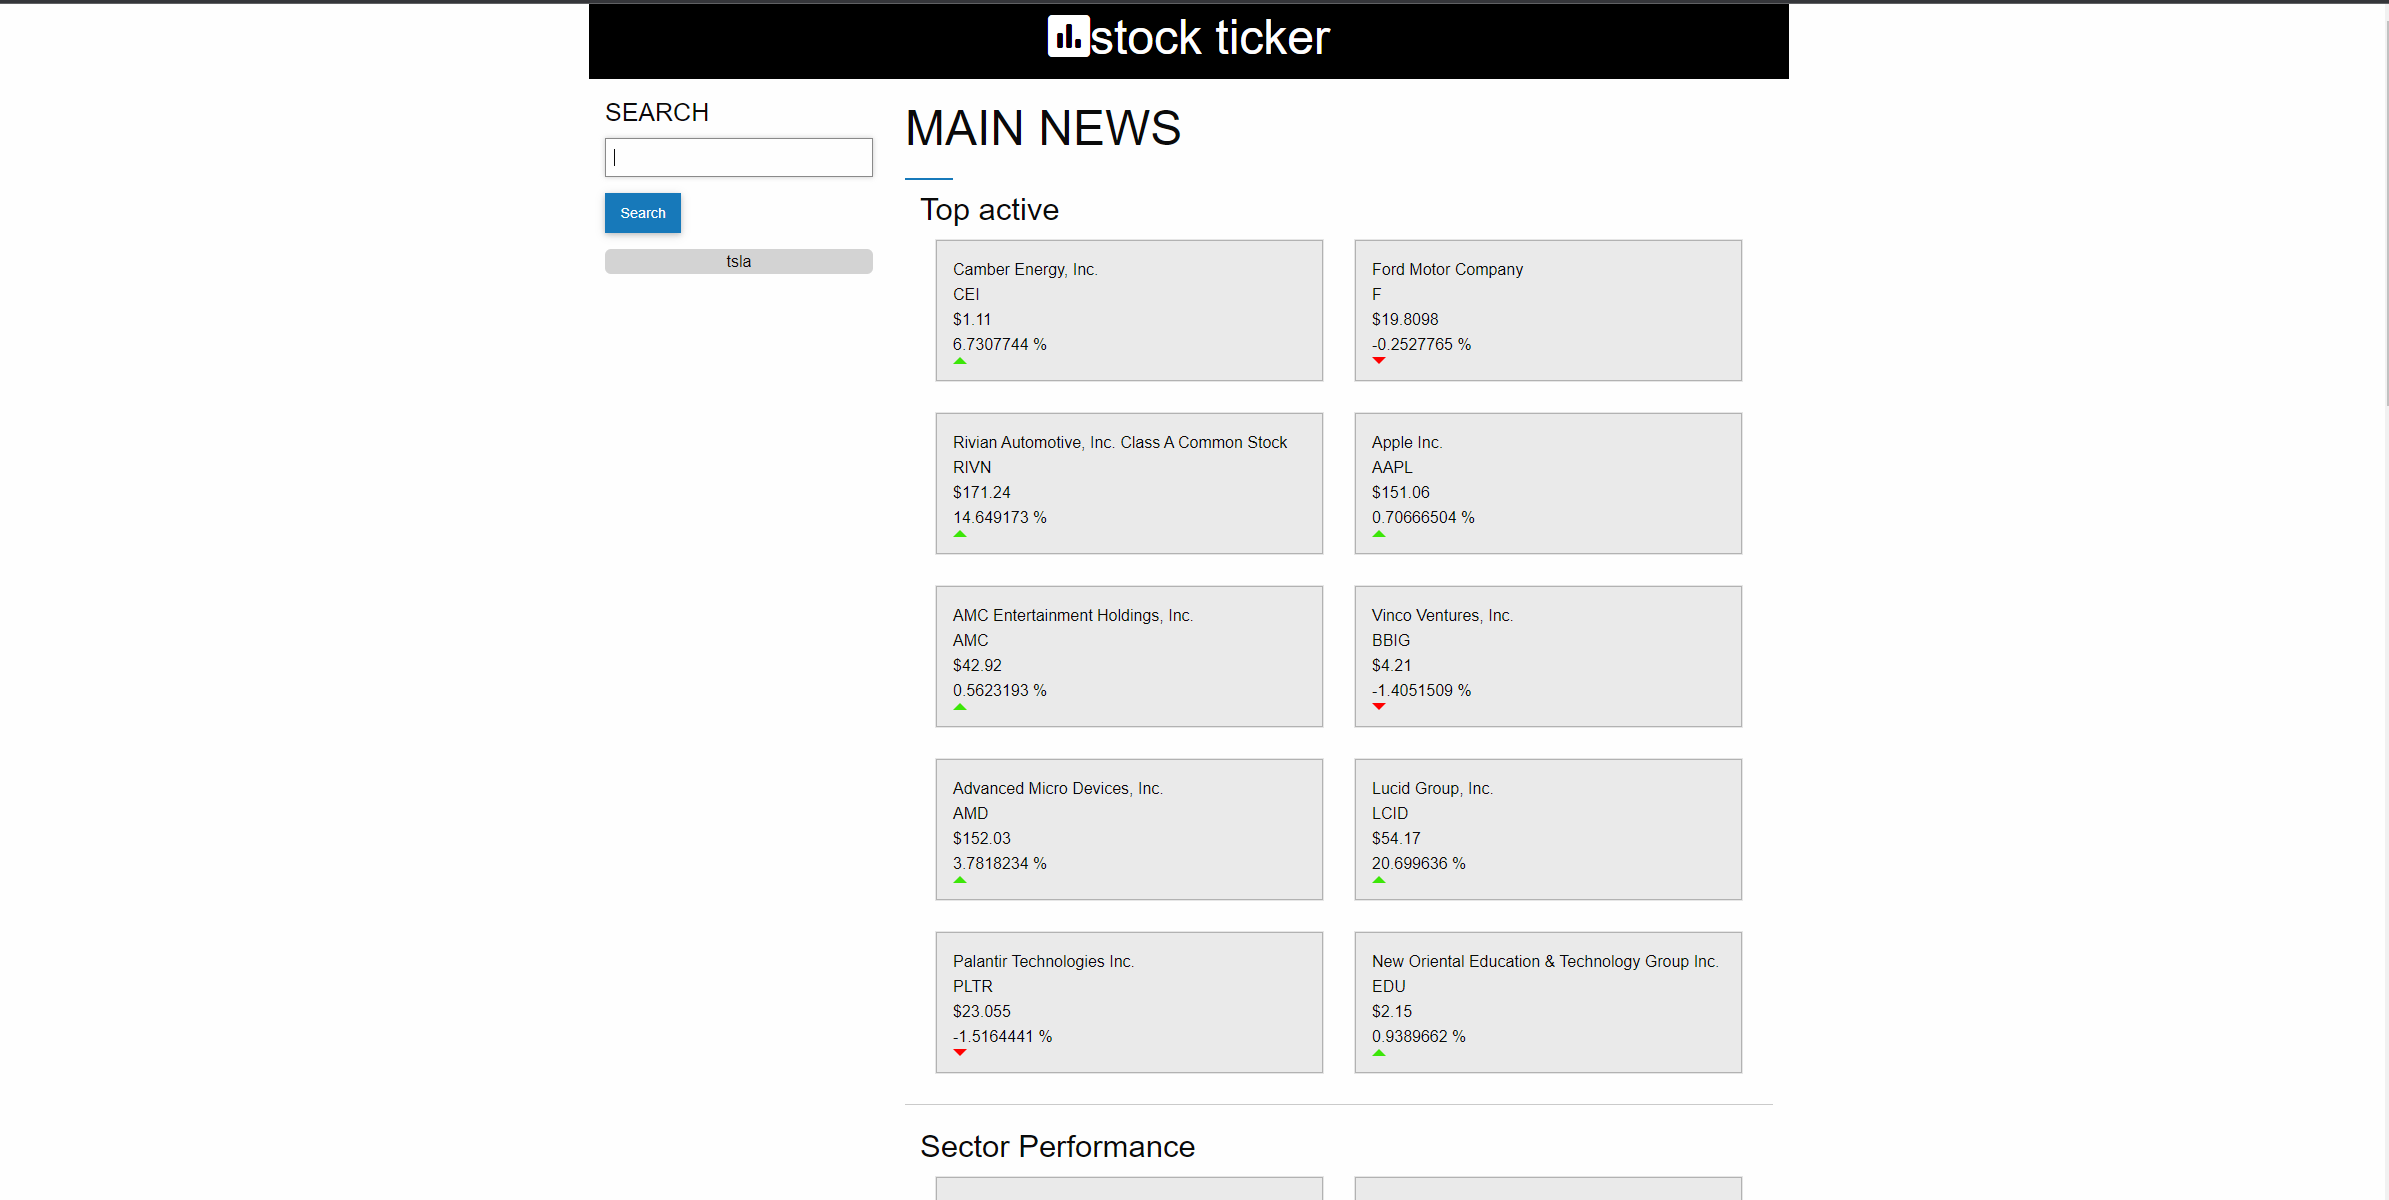 stock ticker
SEARCH
Search
tsla
MAIN NEWS
Top active
Camber Energy, Inc.
CEI
$1.11
6.7307744 %
Ford Motor Company
F
$19.8098
-0.2527765 %
Rivian Automotive, Inc. Class A Common Stock
RIVN
$171.24
14.649173 %
Apple Inc.
AAPL
$151.06
0.70666504 %
AMC Entertainment Holdings, Inc.
AMC
$42.92
0.5623193 %
Vinco Ventures, Inc.
BBIG
$4.21
-1.4051509 %
Advanced Micro Devices, Inc.
AMD
$152.03
3.7818234 %
Lucid Group, Inc.
LCID
$54.17
20.699636 %
Palantir Technologies Inc.
PLTR
$23.055
-1.5164441 %
New Oriental Education & Technology Group Inc.
EDU
$2.15
0.9389662 %
Sector Performance